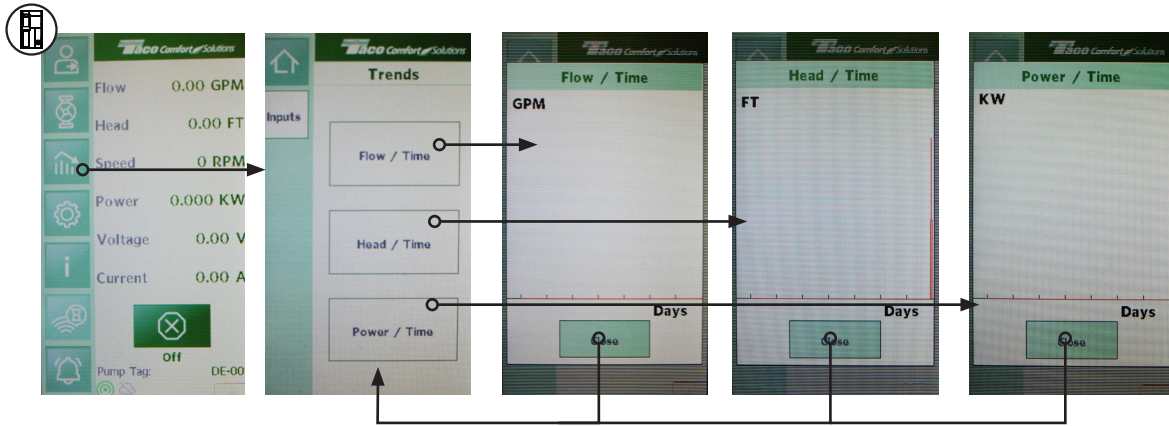 Taco Comfort Solutions
Flow 0.00 GPM
Head 0.00 FT
Speed 0 RPM
Power 0.000 KW
Voltage 0.00 V
i
Current 0.00 A
Off
Pump Tag: DE-00
Taco Comfort Solutions
Trends
Inputs
Flow / Time
Head / Time
Power / Time
Taco Comfort Solutions
Flow / Time
GPM
Days
Close
Taco Comfort Solutions
Head / Time
FT
Days
Close
Taco Comfort Solutions
Power / Time
KW
Days
Close